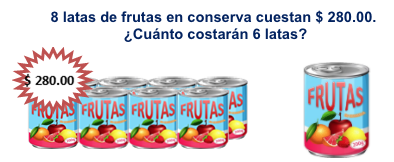 8 latas de frutas en conserva cuestan $ 280.00.
¿Cuánto costarán 6 latas?
$ 280.00
FRUTAS FRUTAS FRUTAS FRUTAS
FRUTAS